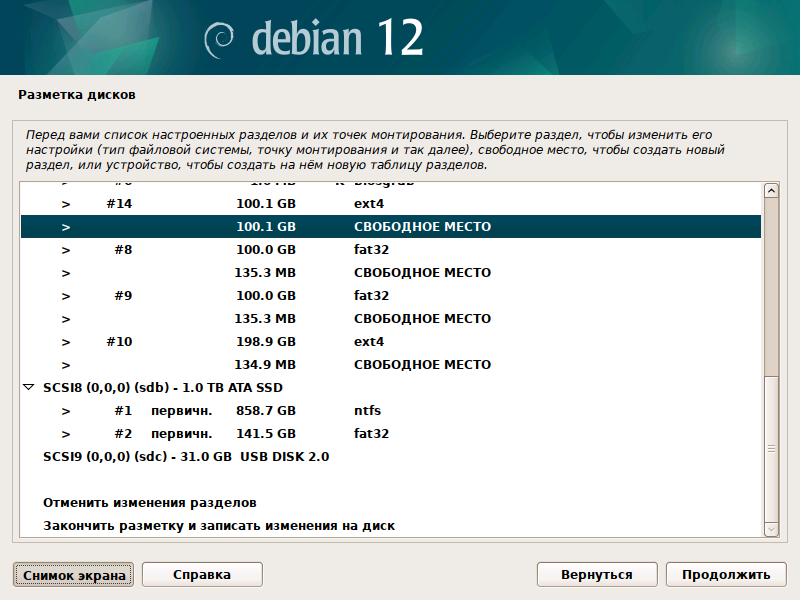 debian 12
Разметка дисков
Перед вами список настроенных разделов и их точек монтирования. Выберите раздел, чтобы изменить его
настройки (тип файловой системы, точку монтирования и так далее), свободное место, чтобы создать новый
раздел, или устройство, чтобы создать на нём новую таблицу разделов.
> #14 100.1 GB ext4
> 100.1 GB СВОБОДНОЕ МЕСТО
> #8 100.0 GB fat32
> 135.3 MB СВОБОДНОЕ МЕСТО
> #9 100.0 GB fat32
> 135.3 MB СВОБОДНОЕ МЕСТО
> #10 198.9 GB ext4
> 134.9 MB СВОБОДНОЕ МЕСТО
SCSI8 (0,0,0) (sdb) - 1.0 TB ATA SSD
> #1 первичн. 858.7 GB ntfs
> #2 первичн. 141.5 GB fat32
SCSI9 (0,0,0) (sdc) - 31.0 GB USB DISK 2.0
Отменить изменения разделов
Закончить разметку и записать изменения на диск
Снимок экрана Справка Вернуться Продолжить